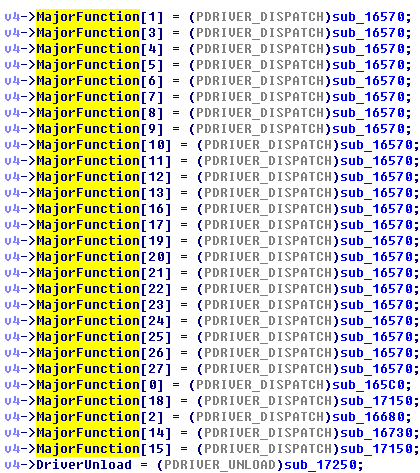 v4->MajorFunction[1] = (PDRIVER_DISPATCH)sub_16570;
v4->MajorFunction[3] = (PDRIVER_DISPATCH)sub_16570;
v4->MajorFunction[4] = (PDRIVER_DISPATCH)sub_16570;
v4->MajorFunction[5] = (PDRIVER_DISPATCH)sub_16570;
v4->MajorFunction[6] = (PDRIVER_DISPATCH)sub_16570;
v4->MajorFunction[7] = (PDRIVER_DISPATCH)sub_16570;
v4->MajorFunction[8] = (PDRIVER_DISPATCH)sub_16570;
v4->MajorFunction[9] = (PDRIVER_DISPATCH)sub_16570;
v4->MajorFunction[10] = (PDRIVER_DISPATCH)sub_16570;
v4->MajorFunction[11] = (PDRIVER_DISPATCH)sub_16570;
v4->MajorFunction[12] = (PDRIVER_DISPATCH)sub_16570;
v4->MajorFunction[13] = (PDRIVER_DISPATCH)sub_16570;
v4->MajorFunction[16] = (PDRIVER_DISPATCH)sub_16570;
v4->MajorFunction[17] = (PDRIVER_DISPATCH)sub_16570;
v4->MajorFunction[19] = (PDRIVER_DISPATCH)sub_16570;
v4->MajorFunction[20] = (PDRIVER_DISPATCH)sub_16570;
v4->MajorFunction[21] = (PDRIVER_DISPATCH)sub_16570;
v4->MajorFunction[22] = (PDRIVER_DISPATCH)sub_16570;
v4->MajorFunction[23] = (PDRIVER_DISPATCH)sub_16570;
v4->MajorFunction[24] = (PDRIVER_DISPATCH)sub_16570;
v4->MajorFunction[25] = (PDRIVER_DISPATCH)sub_16570;
v4->MajorFunction[26] = (PDRIVER_DISPATCH)sub_16570;
v4->MajorFunction[27] = (PDRIVER_DISPATCH)sub_16570;
v4->MajorFunction[0] = (PDRIVER_DISPATCH)sub_165C0;
v4->MajorFunction[18] = (PDRIVER_DISPATCH)sub_17150;
v4->MajorFunction[2] = (PDRIVER_DISPATCH)sub_16680;
v4->MajorFunction[14] = (PDRIVER_DISPATCH)sub_16730;
v4->MajorFunction[15] = (PDRIVER_DISPATCH)sub_17150;
v4->DriverUnload = (PDRIVER_UNLOAD)sub_17250;